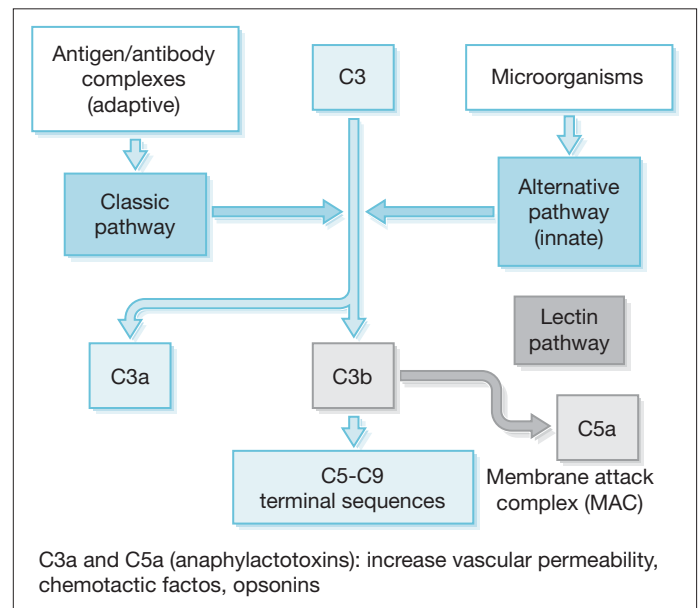 Antigen/antibody
complexes
(adaptive)
C3
Microorganisms
Classic
pathway
Alternative
pathway
(innate)
Lectin
pathway
C3a
C3b
C5a
C5-C9
terminal sequences
Membrane attack
complex (MAC)
C3a and C5a (anaphylactotoxins): increase vascular permeability,
chemotactic factos, opsonins